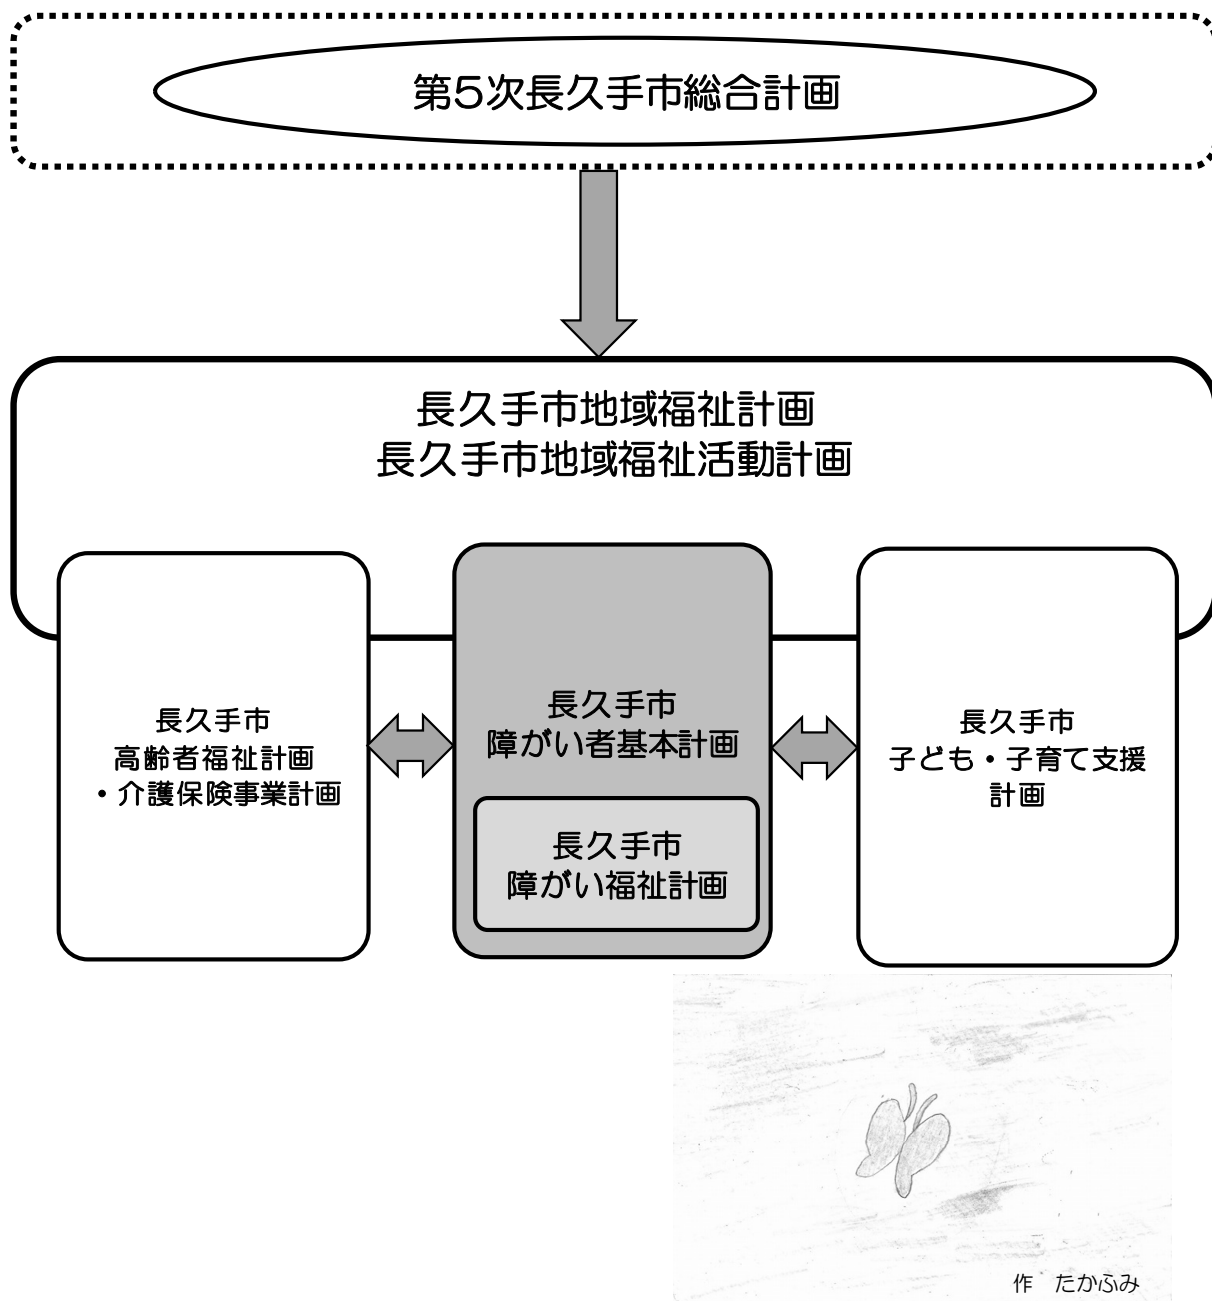 第5次長久手市総合計画
長久手市地域福祉計画
長久手市地域福祉活動計画
長久手市
高齢者福祉計画
・介護保険事業計画
長久手市
障がい者基本計画
長久手市
障がい福祉計画
長久手市
子ども・子育て支援
計画
作　たかふみ